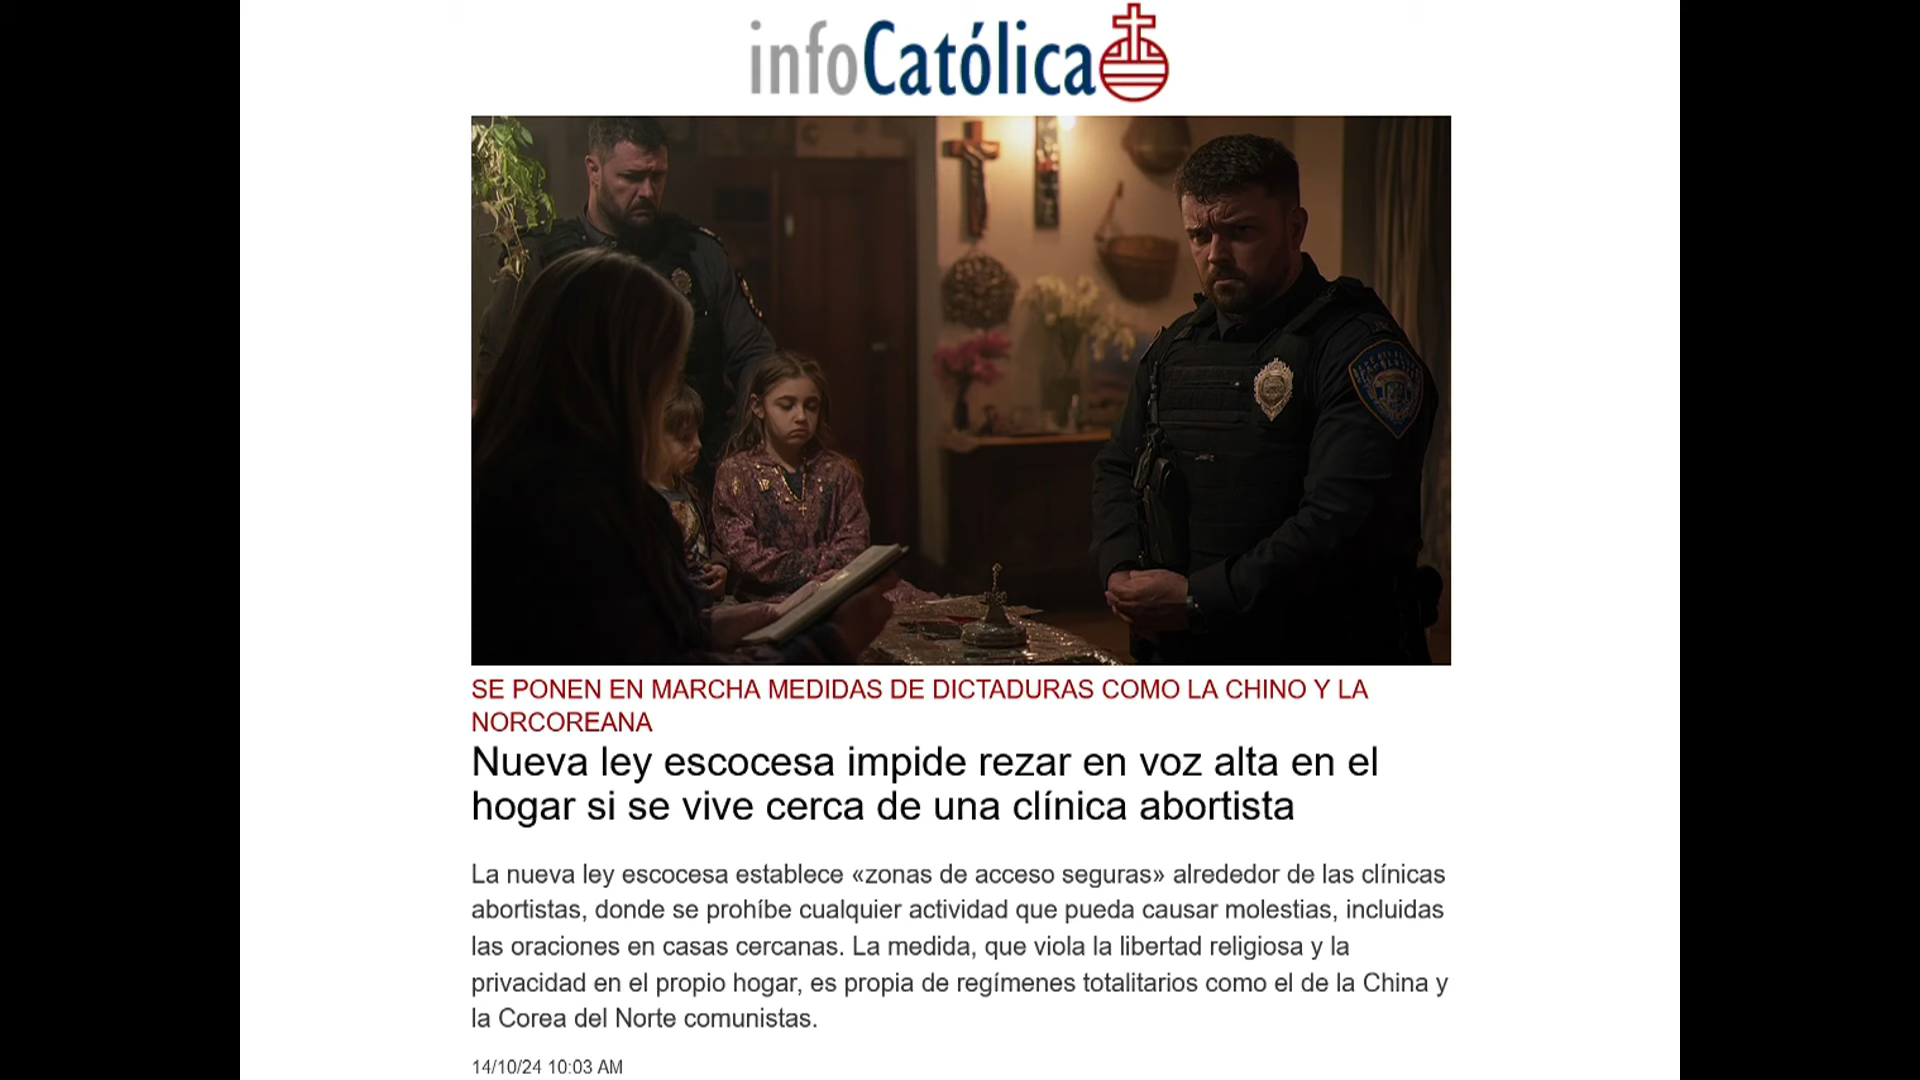 infoCatólica
SE PONEN EN MARCHA MEDIDAS DE DICTADURAS COMO LA CHINO Y LA
NORCOREANA
Nueva ley escocesa impide rezar en voz alta en el
hogar si se vive cerca de una clínica abortista
La nueva ley escocesa establece «zonas de acceso seguras» alrededor de las clínicas
abortistas, donde se prohíbe cualquier actividad que pueda causar molestias, incluidas
las oraciones en casas cercanas. La medida, que viola la libertad religiosa y la
privacidad en el propio hogar, es propia de regímenes totalitarios como el de la China y
la Corea del Norte comunistas.
14/10/24 10:03 AM